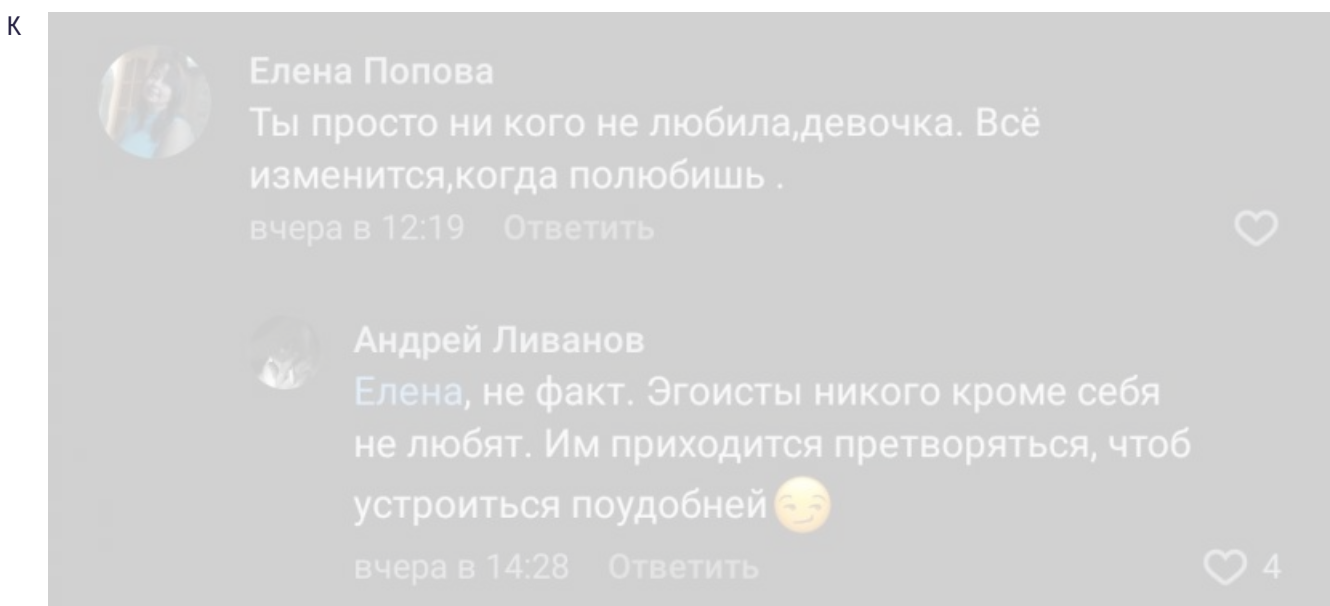 К
Елена Попова
Ты просто ни кого не любила,девочка. Всё
изменится,когда полюбишь .
вчера в 12:19 Ответить
Андрей Ливанов
Елена, не факт. Эгоисты никого кроме себя
не любят. Им приходится претворяться, чтоб
устроиться поудобней😏
вчера в 14:28 Ответить 4